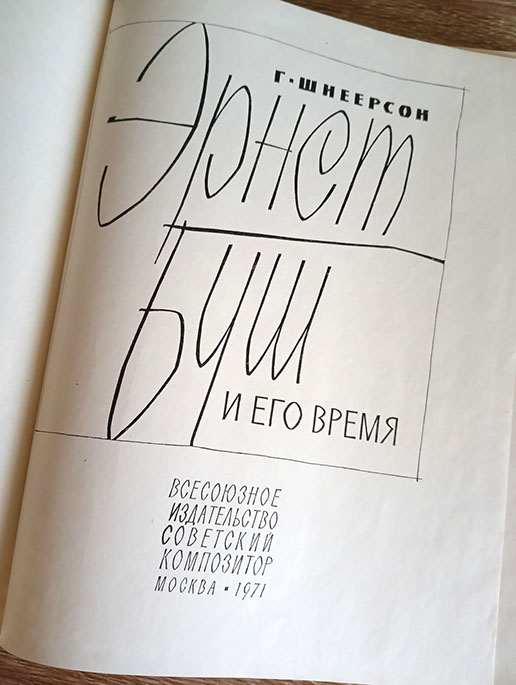 Г·ШНЕЕРСОН
Эрнст
Буш
И ЕГО ВРЕМЯ
ВСЕСОЮЗНОЕ
ИЗДАТЕЛЬСТВО
СОВЕТСКИЙ
КОМПОЗИТОР
МОСКВА · 1971